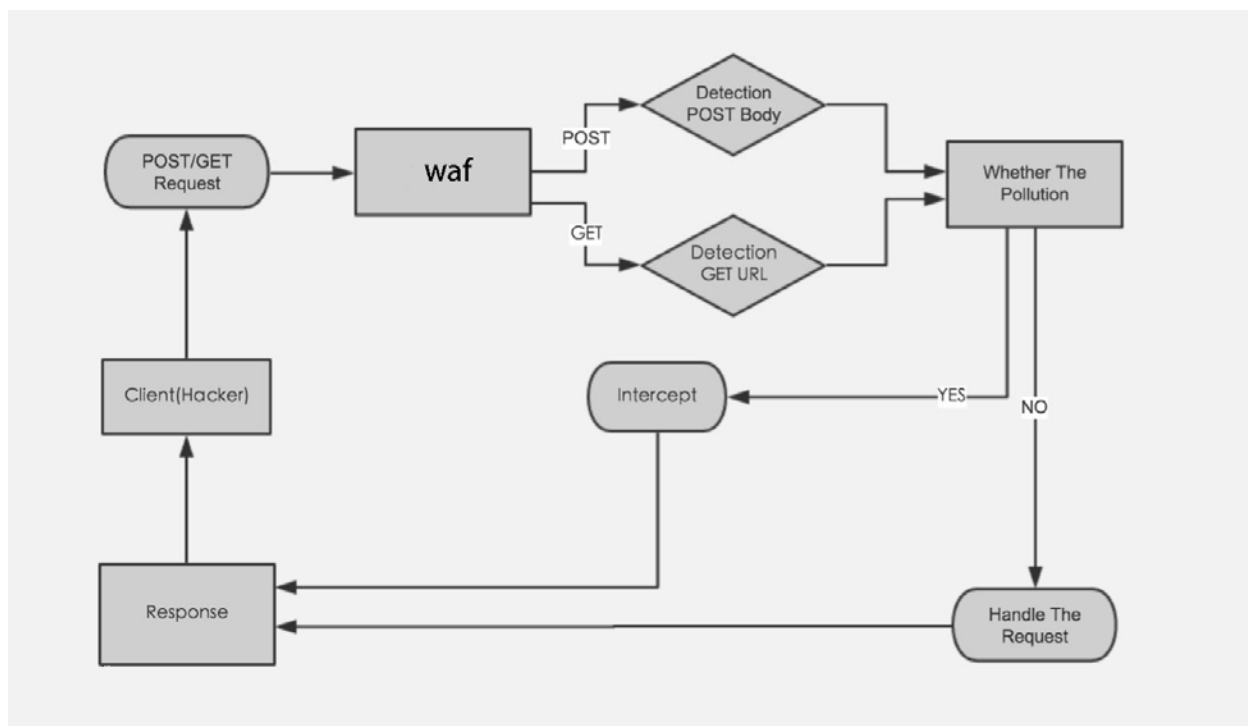 POST/GET
Request
waf
POST
GET
Detection
POST Body
Detection
GET URL
Whether The
Pollution
Client(Hacker)
Intercept
YES
NO
Response
Handle The
Request